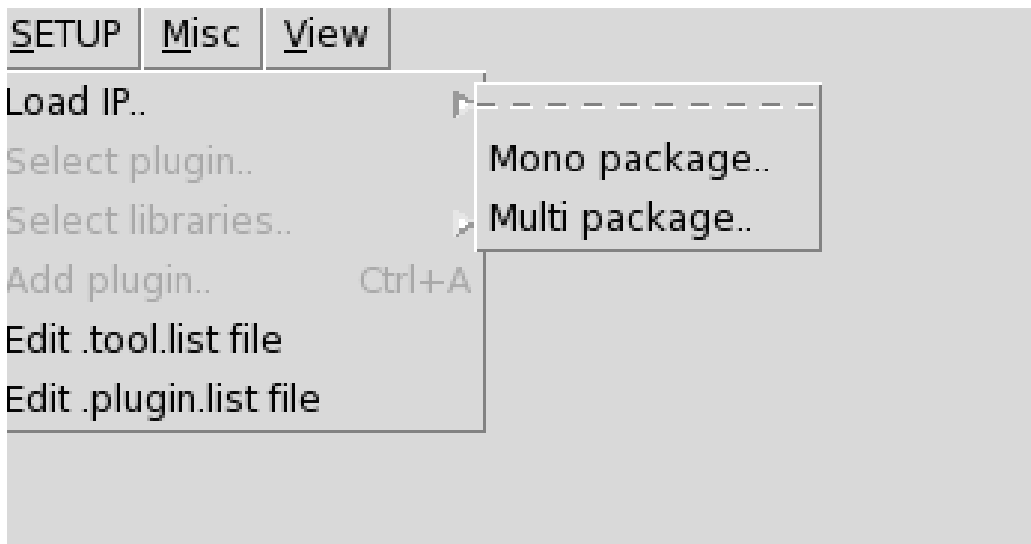 SETUP Misc View
Load IP..
Mono package..
Select plugin..
Multi package..
Select libraries..
Add plugin.. Ctrl+A
Edit .tool.list file
Edit .plugin.list file